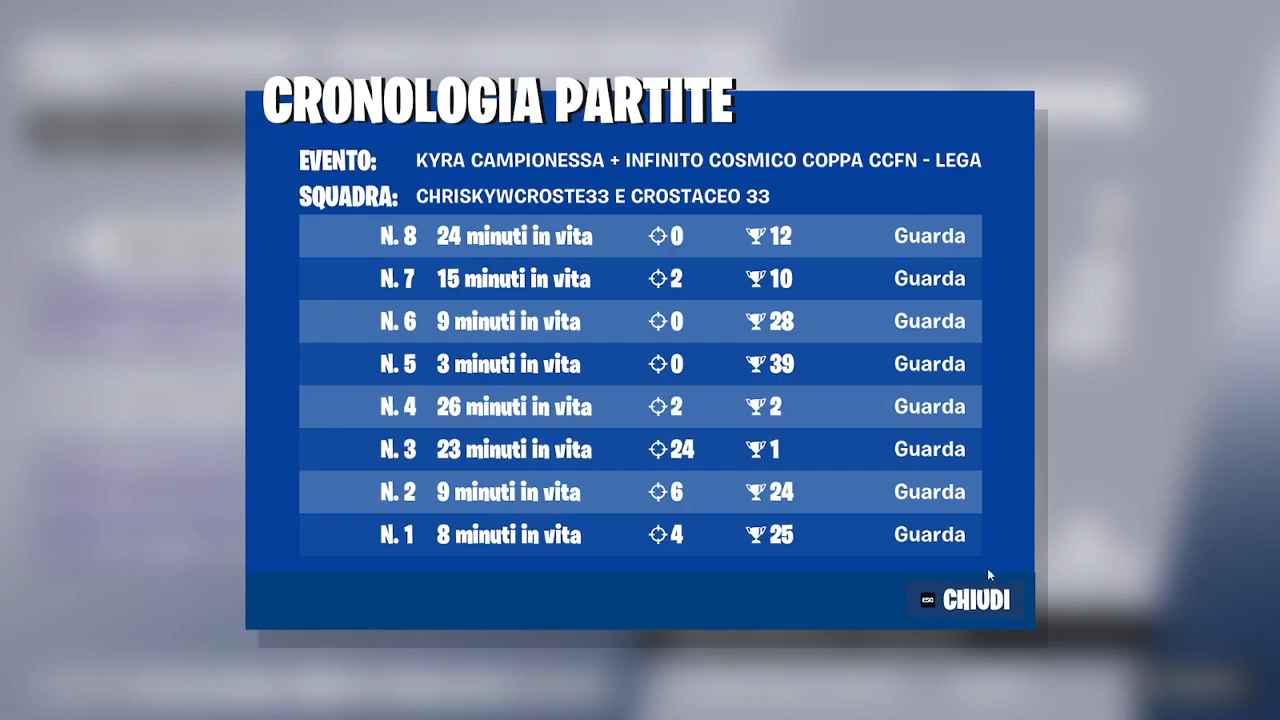 CRONOLOGIA PARTITE
EVENTO: KYRA CAMPIONESSA + INFINITO COSMICO COPPA CCFN - LEGA
SQUADRA: CHRISKYWCROSTE33 E CROSTACEO 33
N. 8 24 minuti in vita 0 12 Guarda
N. 7 15 minuti in vita 2 10 Guarda
N. 6 9 minuti in vita 0 28 Guarda
N. 5 3 minuti in vita 0 39 Guarda
N. 4 26 minuti in vita 2 2 Guarda
N. 3 23 minuti in vita 24 1 Guarda
N. 2 9 minuti in vita 6 24 Guarda
N. 1 8 minuti in vita 4 25 Guarda
ESC CHIUDI